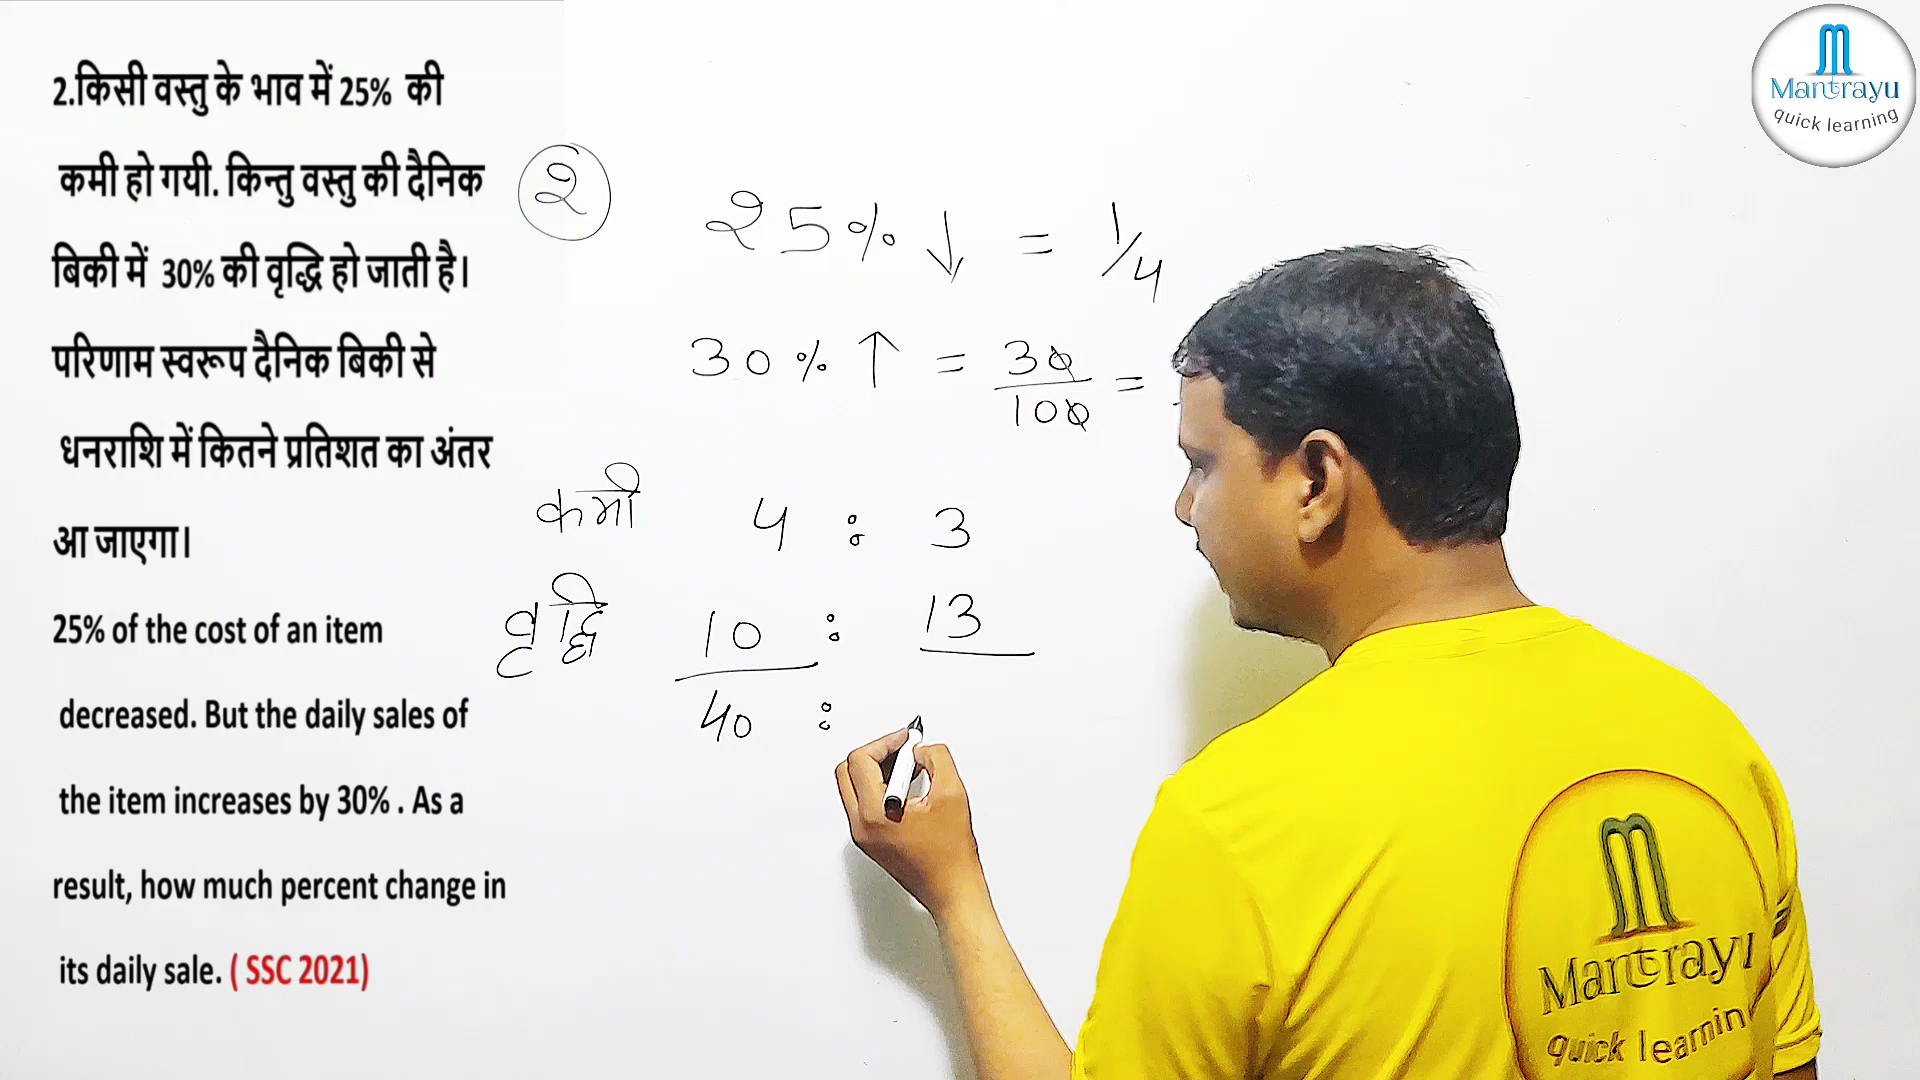 2.किसी वस्तु के भाव में 25% की
कमी हो गयी. किन्तु वस्तु की दैनिक
बिकी में 30% की वृद्धि हो जाती है।
परिणाम स्वरूप दैनिक बिकी से
धनराशि में कितने प्रतिशत का अंतर
आ जाएगा।
25% of the cost of an item
decreased. But the daily sales of
the item increases by 30% . As a
result, how much percent change in
its daily sale. ( SSC 2021)
2
25% ↓ = 1/4
30% ↑ = 30/100 =
कमी 4 : 3
वृद्धि 10 : 13
40 :
Mantrayu
quick learning
Mantrayu
quick learning